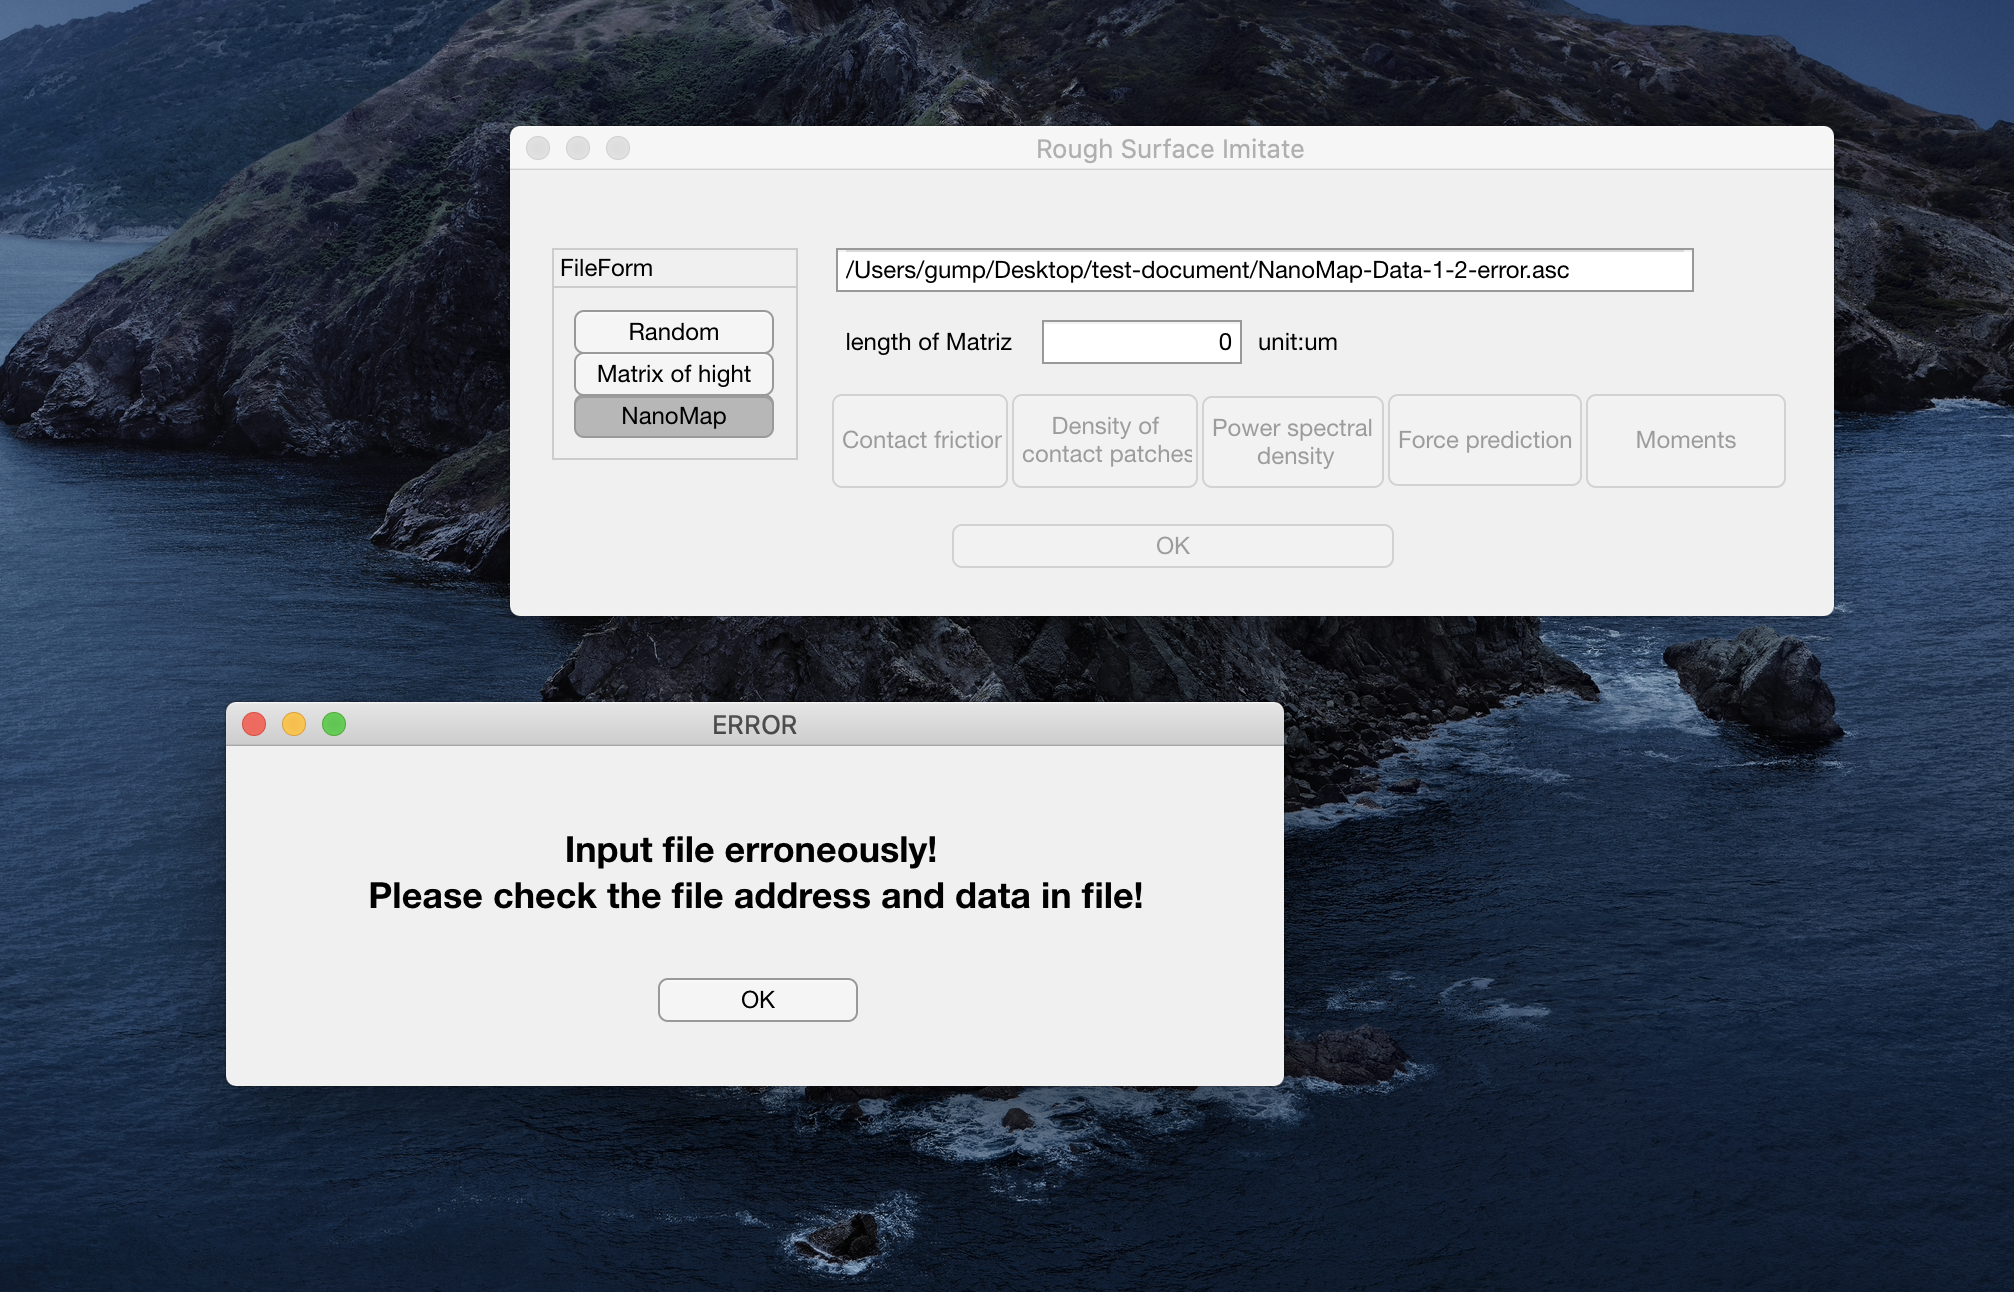 Rough Surface Imitate
FileForm
/Users/gump/Desktop/test-document/NanoMap-Data-1-2-error.asc
Random
length of Matriz 0 unit:um
Matrix of hight
NanoMap
Contact friction
Density of
contact patches
Power spectral
density
Force prediction
Moments
OK
ERROR
Input file erroneously!
Please check the file address and data in file!
OK